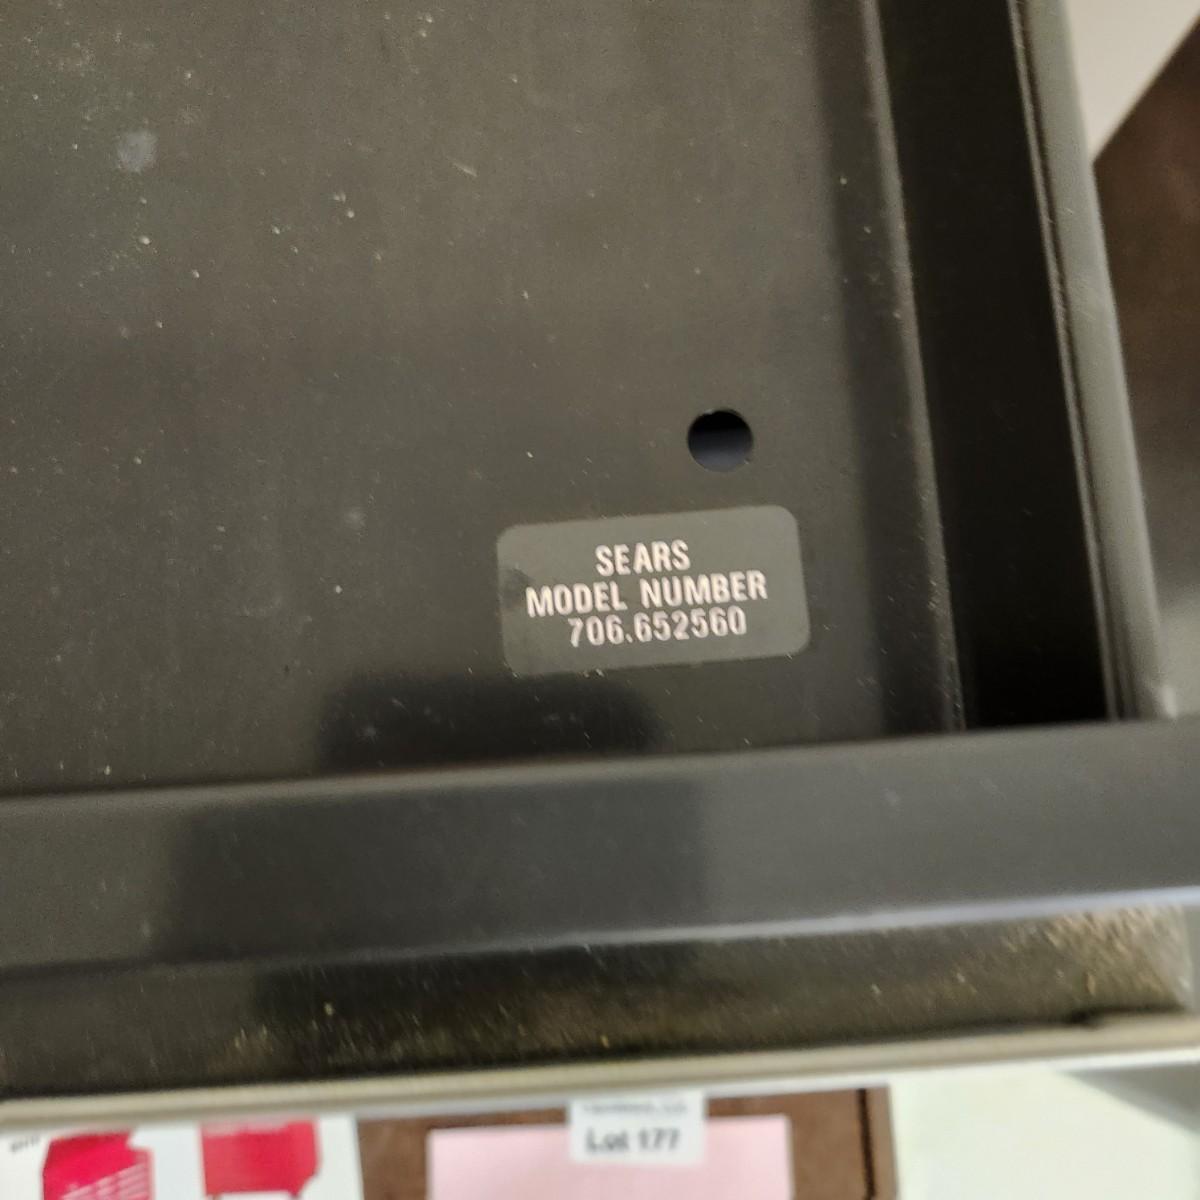 SEARS
MODEL NUMBER
706.652560
Lot 177